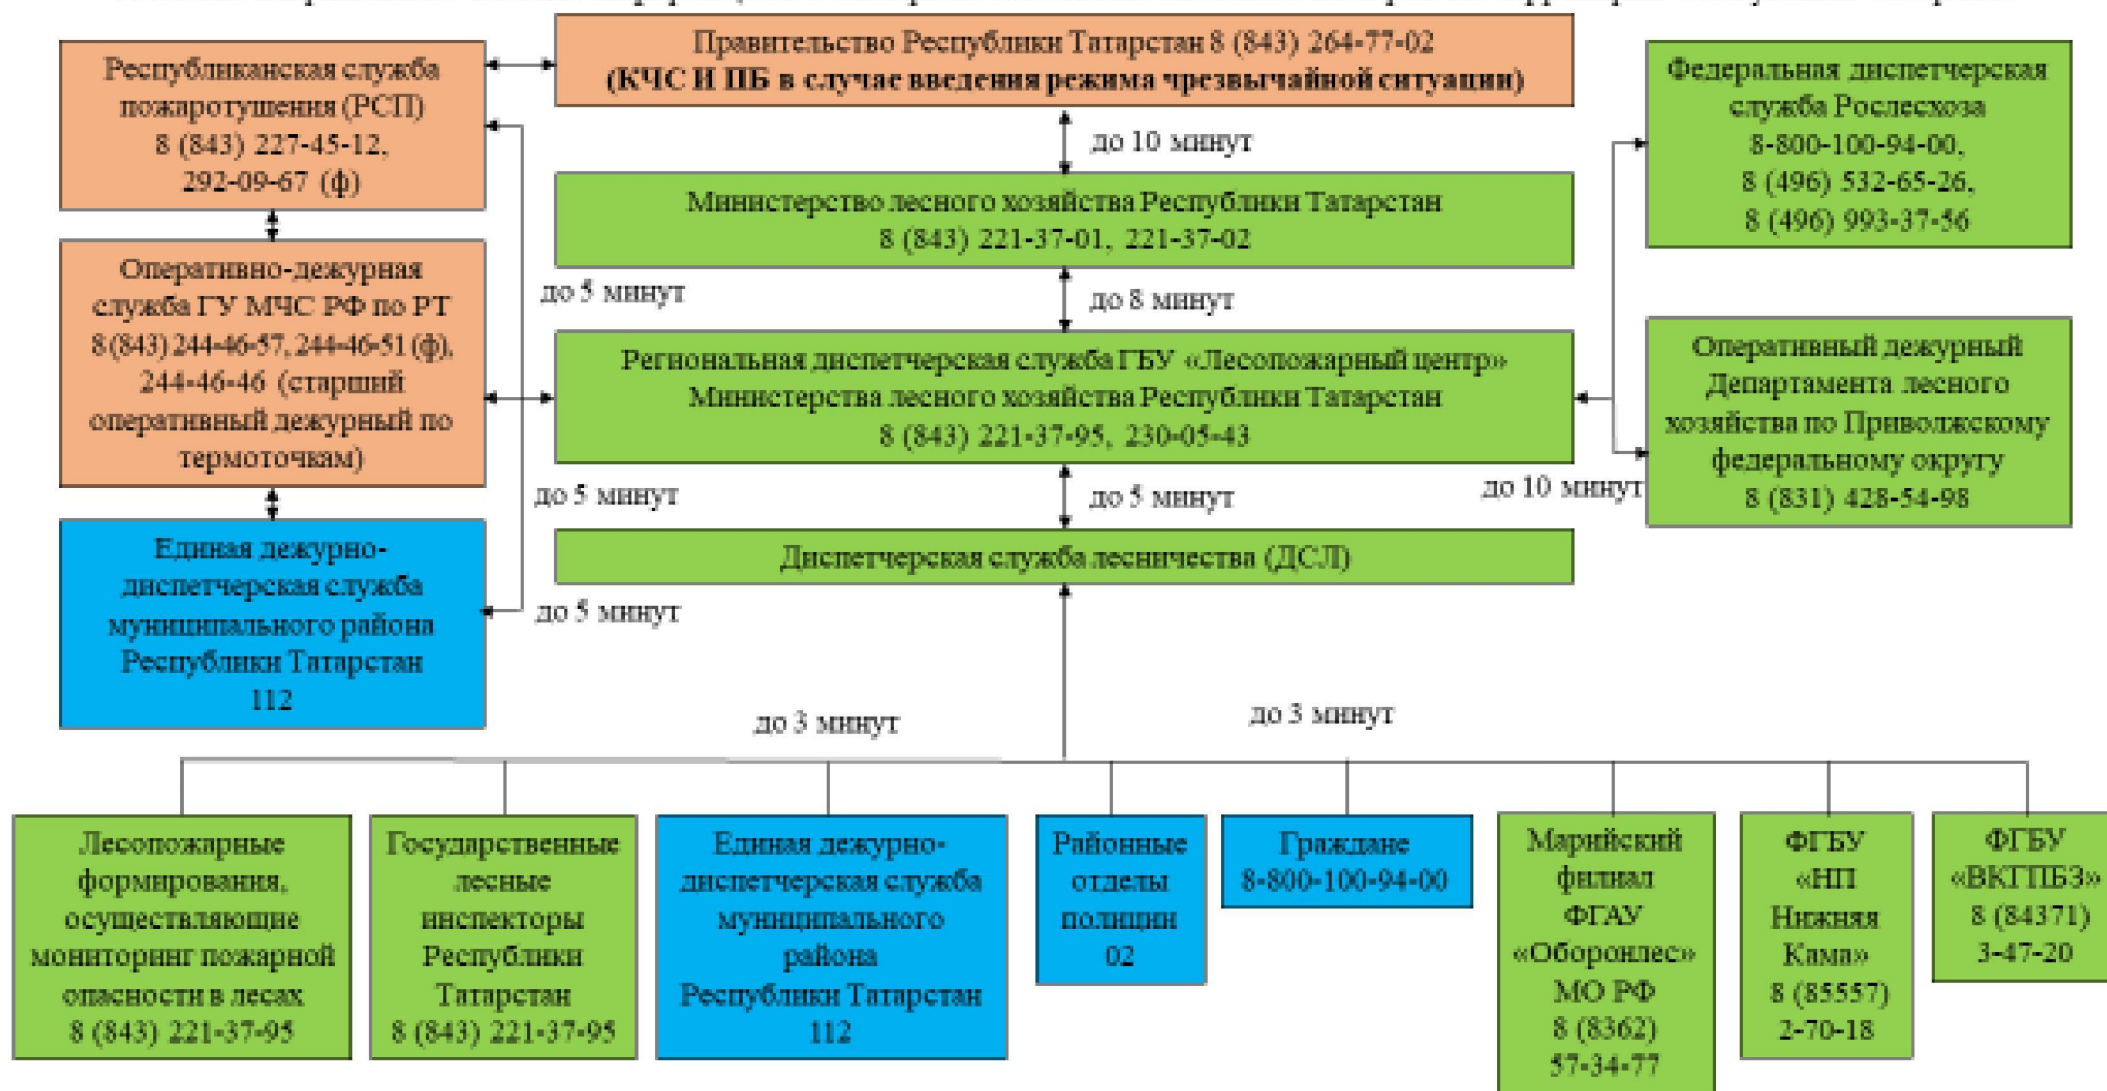 Правительство Республики Татарстан 8 (843) 264-77-02
(КЧС И ПБ в случае введения режима чрезвычайной ситуации)
Республиканская служба
пожаротушения (РСП)
8 (843) 227-45-12,
292-09-67 (ф)
Федеральная диспетчерская
служба Рослесхоза
8-800-100-94-00,
8 (496) 532-65-26,
8 (496) 993-37-56
до 10 минут
Министерство лесного хозяйства Республики Татарстан
8 (843) 221-37-01, 221-37-02
Оперативно-дежурная
служба ГУ МЧС РФ по РТ
8 (843) 244-46-57, 244-46-51 (ф),
244-46-46 (старший
оперативный дежурный по
термоточкам)
до 5 минут
до 8 минут
Региональная диспетчерская служба ГБУ «Лесопожарный центр»
Министерства лесного хозяйства Республики Татарстан
8 (843) 221-37-95, 230-05-43
Оперативный дежурный
Департамента лесного
хозяйства по Приволжскому
федеральному округу
8 (831) 428-54-98
до 5 минут
до 5 минут
до 10 минут
Единая дежурно-
диспетчерская служба
муниципального района
Республики Татарстан
112
Диспетчерская служба лесничества (ДСЛ)
до 5 минут
до 3 минут
до 3 минут
Лесопожарные
формирования,
осуществляющие
мониторинг пожарной
опасности в лесах
8 (843) 221-37-95
Государственные
лесные
инспекторы
Республики
Татарстан
8 (843) 221-37-95
Единая дежурно-
диспетчерская служба
муниципального
района
Республики Татарстан
112
Районные
отделы
полиции
02
Граждане
8-800-100-94-00
Марийский
филиал
ФГАУ
«Оборонлес»
МО РФ
8 (8362)
57-34-77
ФГБУ
«НП
Нижняя
Кама»
8 (85557)
2-70-18
ФГБУ
«ВКГПБЗ»
8 (84371)
3-47-20